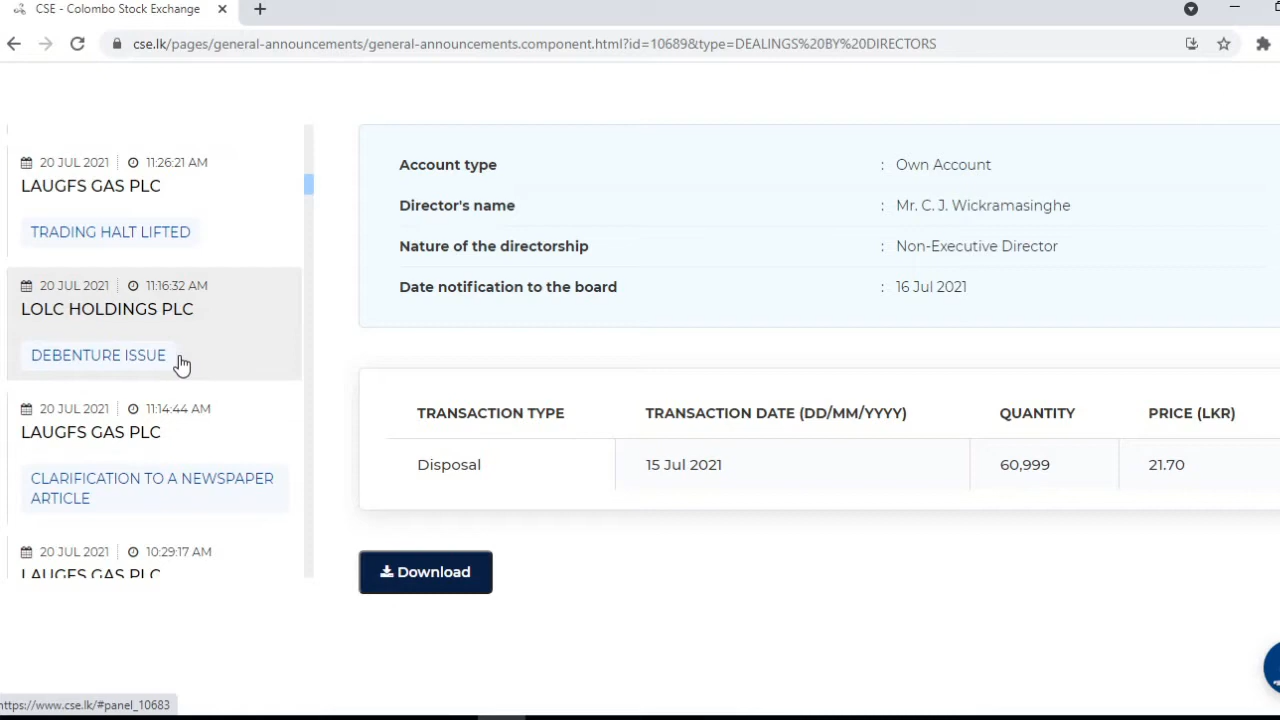 CSE - Colombo Stock Exchange
cse.lk/pages/general-announcements/general-announcements.component.html?id=10689&type=DEALINGS%20BY%20DIRECTORS
20 JUL 2021 11:26:21 AM
LAUGFS GAS PLC
TRADING HALT LIFTED
20 JUL 2021 11:16:32 AM
LOLC HOLDINGS PLC
DEBENTURE ISSUE
20 JUL 2021 11:14:44 AM
LAUGFS GAS PLC
CLARIFICATION TO A NEWSPAPER
ARTICLE
20 JUL 2021 10:29:17 AM
LAUGFS GAS PLC
Account type : Own Account
Director's name : Mr. C. J. Wickramasinghe
Nature of the directorship : Non-Executive Director
Date notification to the board : 16 Jul 2021
TRANSACTION TYPE TRANSACTION DATE (DD/MM/YYYY) QUANTITY PRICE (LKR)
Disposal 15 Jul 2021 60,999 21.70
Download
https://www.cse.lk/#panel_10683